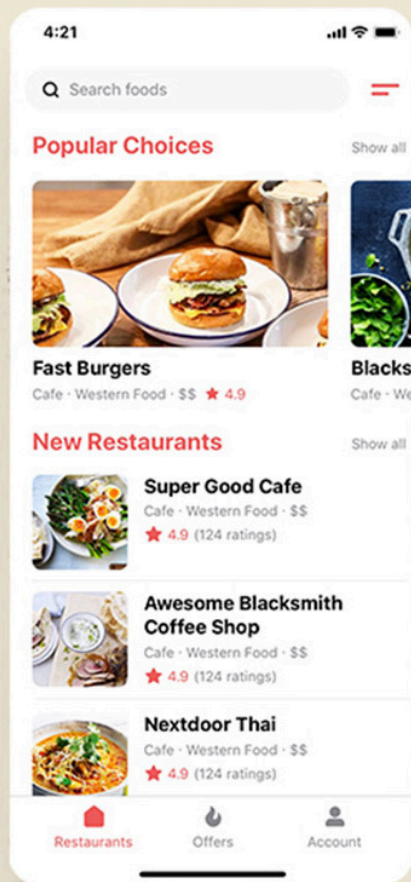 4:21
Search foods
Popular Choices
Show all
Fast Burgers
Blacks
Cafe · Western Food · $$ ★ 4.9
Cafe · We
New Restaurants
Show all
Super Good Cafe
Cafe · Western Food · $$
★ 4.9 (124 ratings)
Awesome Blacksmith
Coffee Shop
Cafe · Western Food · $$
★ 4.9 (124 ratings)
Nextdoor Thai
Cafe · Western Food · $$
★ 4.9 (124 ratings)
Restaurants
Offers
Account